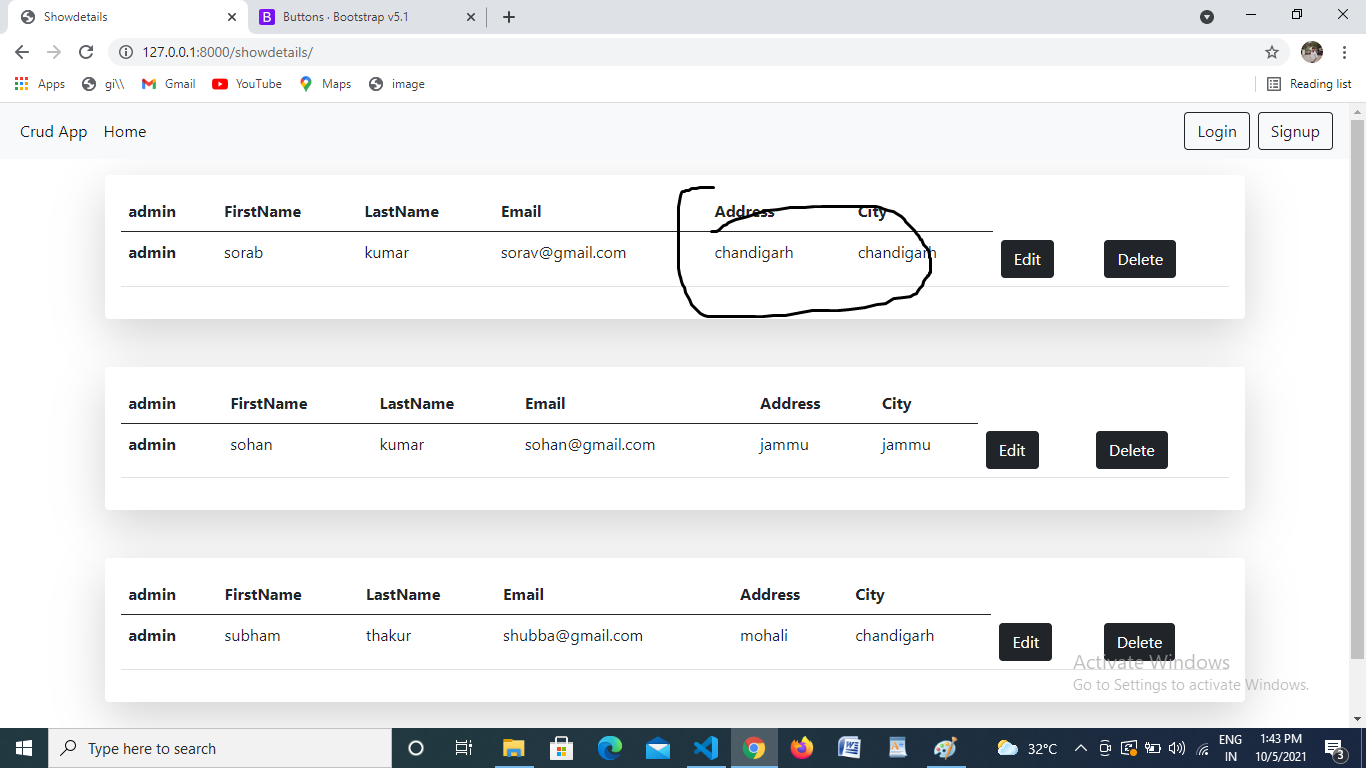 Showdetails
Buttons · Bootstrap v5.1
127.0.0.1:8000/showdetails/
Apps gi\\ Gmail YouTube Maps image Reading list
Crud App Home Login Signup
admin FirstName LastName Email Address City
admin sorab kumar sorav@gmail.com chandigarh chandigarh Edit Delete
admin FirstName LastName Email Address City
admin sohan kumar sohan@gmail.com jammu jammu Edit Delete
admin FirstName LastName Email Address City
admin subham thakur shubba@gmail.com mohali chandigarh Edit Delete
Activate Windows
Go to Settings to activate Windows.
Type here to search 32°C ENG 1:43 PM
IN 10/5/2021 3